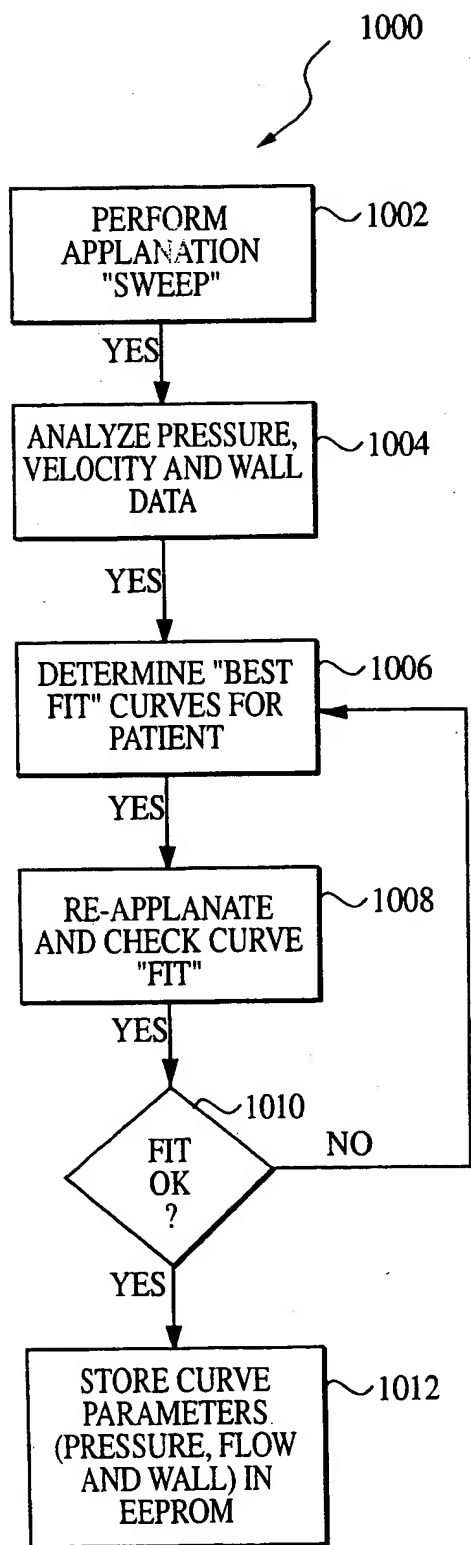 1000
PERFORM
APPLANATION
"SWEEP"
1002
YES
ANALYZE PRESSURE,
VELOCITY AND WALL
DATA
1004
YES
DETERMINE "BEST
FIT" CURVES FOR
PATIENT
1006
YES
RE-APPLANATE
AND CHECK CURVE
"FIT"
1008
YES
1010
FIT
OK
?
NO
YES
STORE CURVE
PARAMETERS
(PRESSURE, FLOW
AND WALL) IN
EEPROM
1012